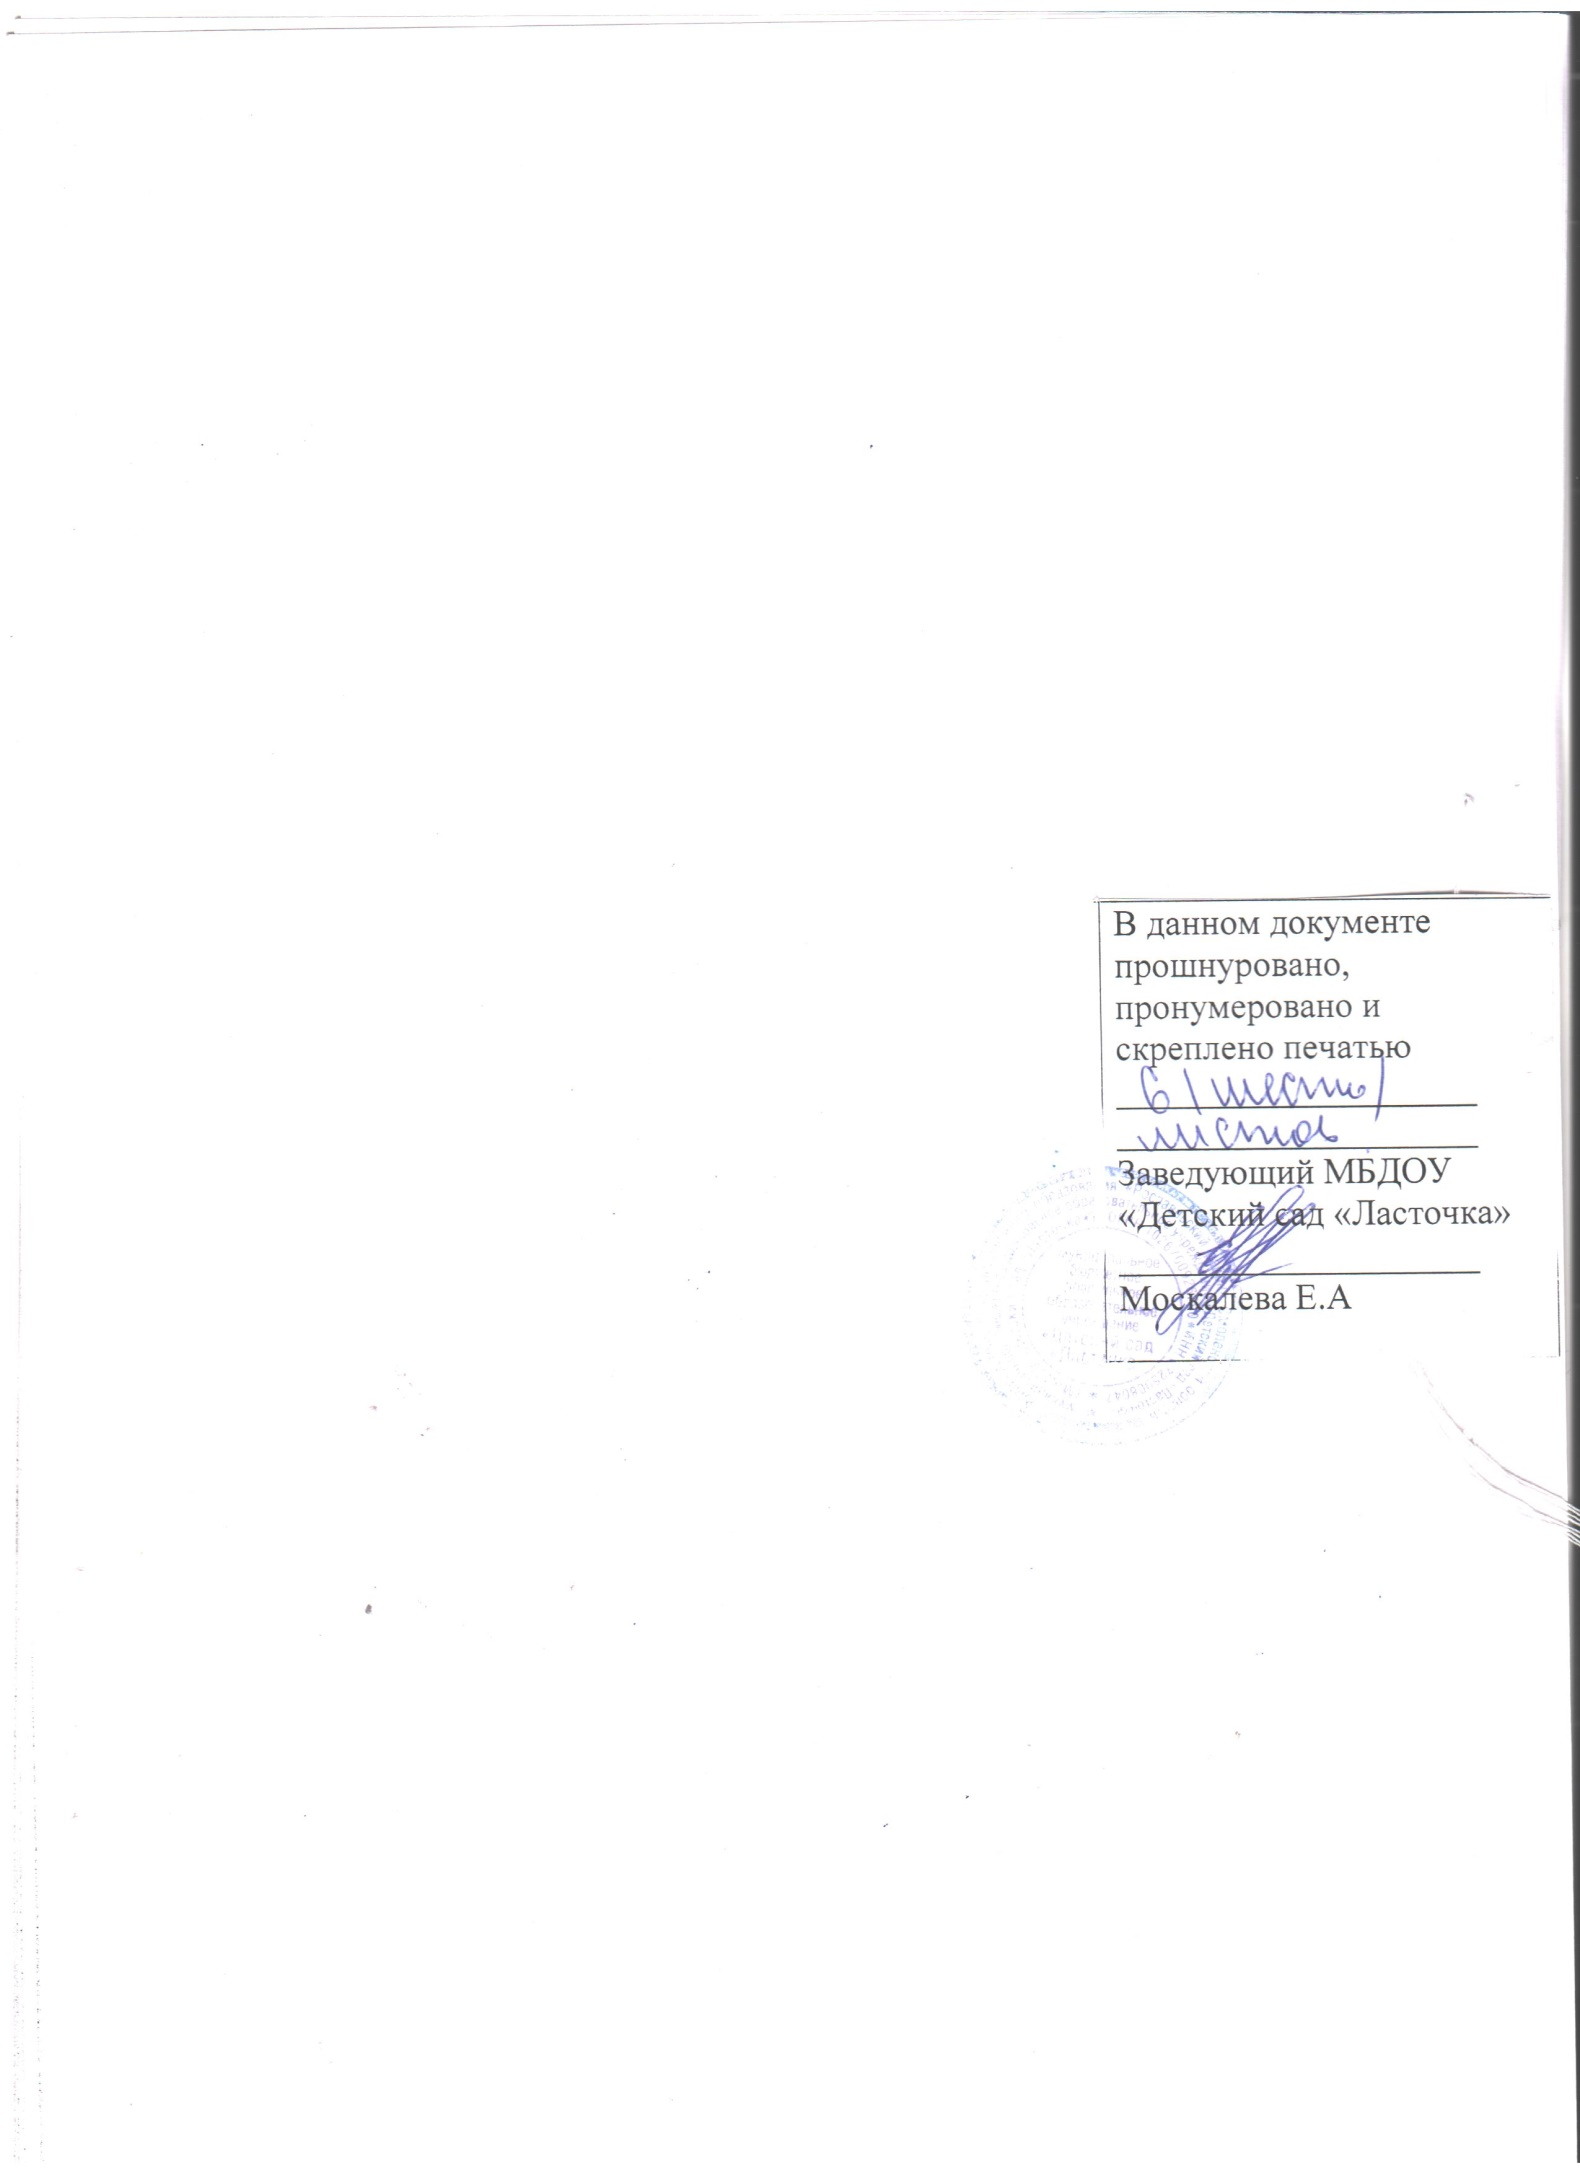 В данном документе
прошнуровано,
пронумеровано и
скреплено печатью
6 (шесть)
листов
Заведующий МБДОУ
«Детский сад «Ласточка»
Москалева Е.А